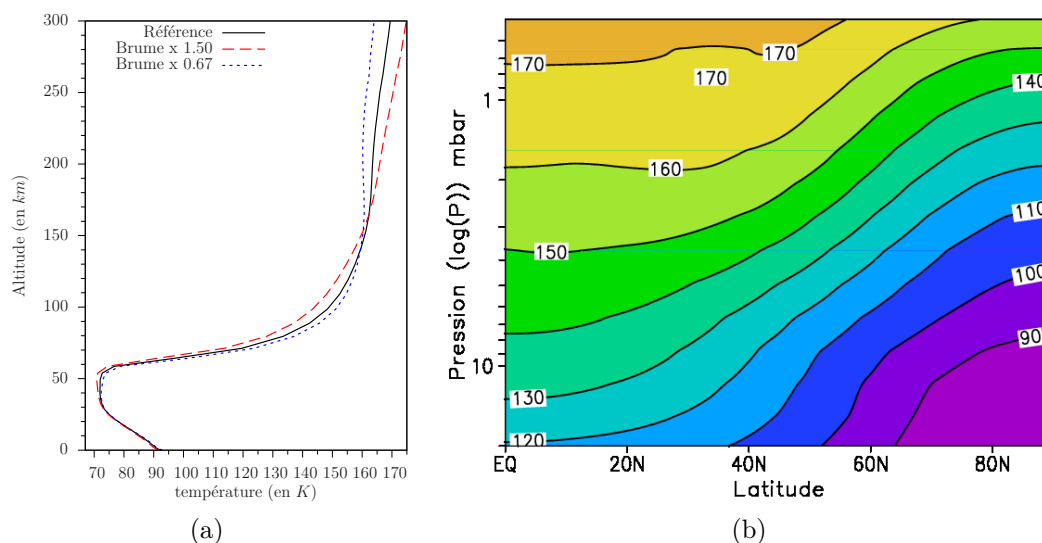 300
250
200
150
100
50
0
Altitude (en km)
Référence
Brume x 1.50
Brume x 0.67
70 80 90 100 110 120 130 140 150 160 170
température (en K)
(a)
Pression (log(P)) mbar
1
10
170
170
170
160
150
130
120
140
110
100
90
EQ 20N 40N 60N 80N
Latitude
(b)